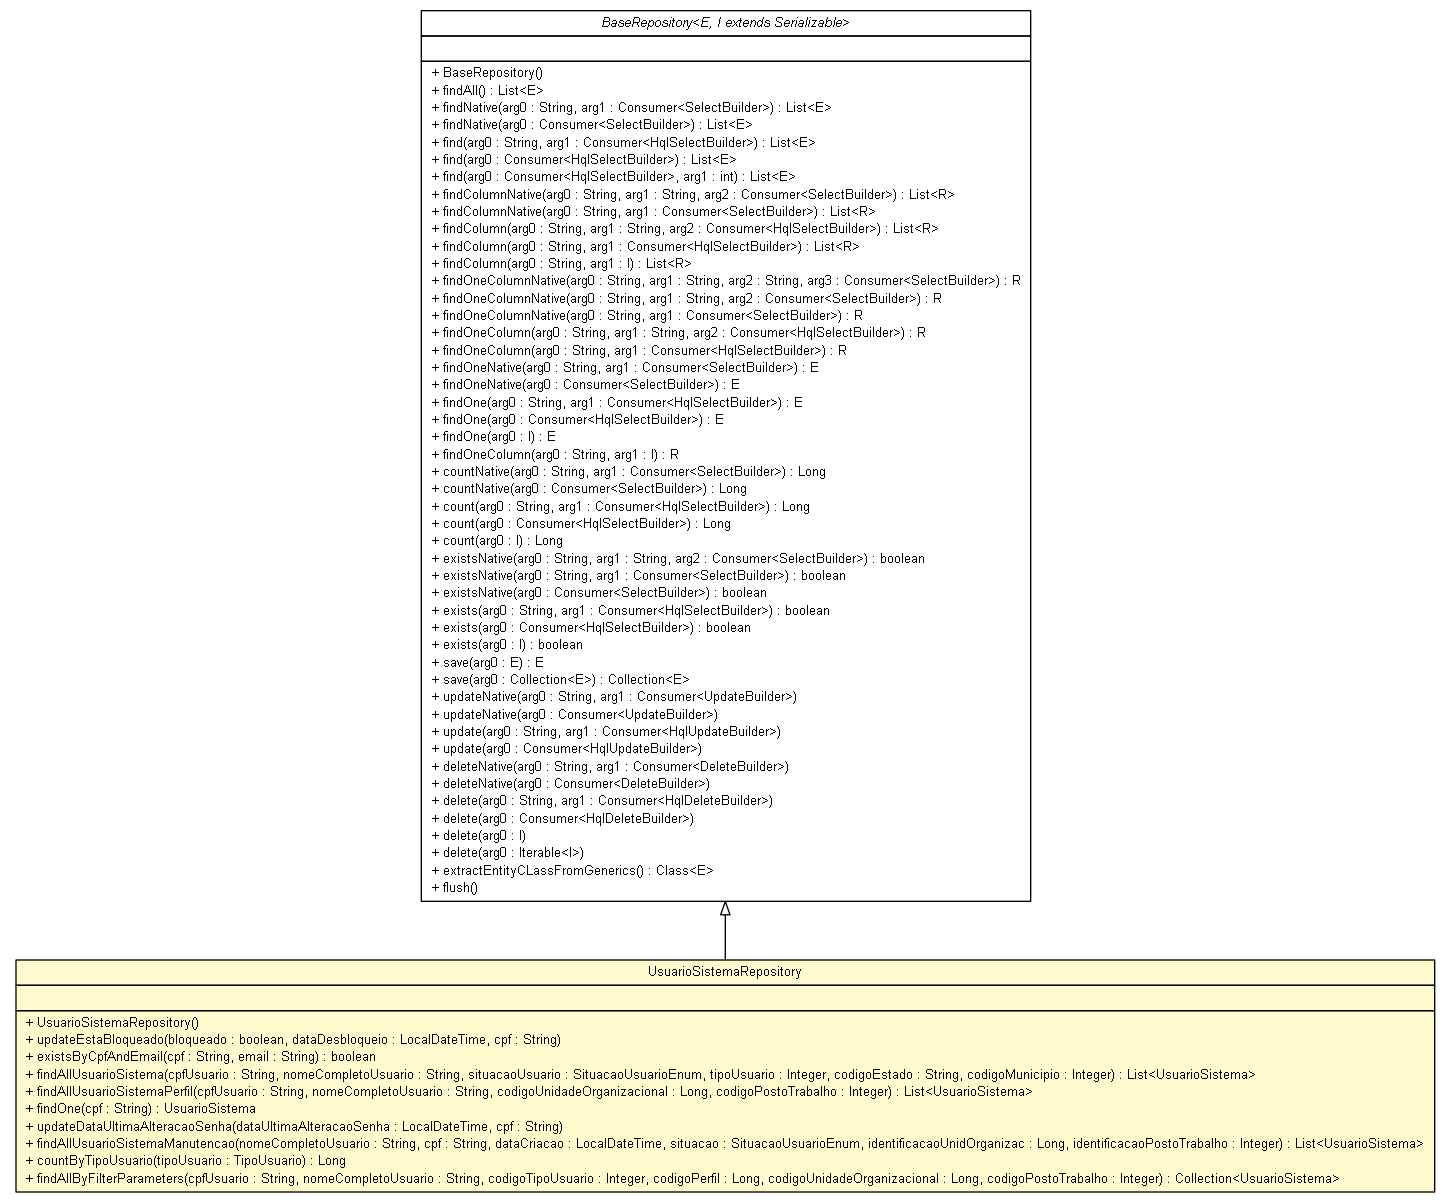 BaseRepository<E, I extends Serializable>
+ BaseRepository()
+ findAll() : List<E>
+ findNative(arg0 : String, arg1 : Consumer<SelectBuilder>) : List<E>
+ findNative(arg0 : Consumer<SelectBuilder>) : List<E>
+ find(arg0 : String, arg1 : Consumer<HqlSelectBuilder>) : List<E>
+ find(arg0 : Consumer<HqlSelectBuilder>) : List<E>
+ find(arg0 : Consumer<HqlSelectBuilder>, arg1 : int) : List<E>
+ findColumnNative(arg0 : String, arg1 : String, arg2 : Consumer<SelectBuilder>) : List<R>
+ findColumnNative(arg0 : String, arg1 : Consumer<SelectBuilder>) : List<R>
+ findColumn(arg0 : String, arg1 : String, arg2 : Consumer<HqlSelectBuilder>) : List<R>
+ findColumn(arg0 : String, arg1 : Consumer<HqlSelectBuilder>) : List<R>
+ findColumn(arg0 : String, arg1 : I) : List<R>
+ findOneColumnNative(arg0 : String, arg1 : String, arg2 : String, arg3 : Consumer<SelectBuilder>) : R
+ findOneColumnNative(arg0 : String, arg1 : String, arg2 : Consumer<SelectBuilder>) : R
+ findOneColumnNative(arg0 : String, arg1 : Consumer<SelectBuilder>) : R
+ findOneColumn(arg0 : String, arg1 : String, arg2 : Consumer<HqlSelectBuilder>) : R
+ findOneColumn(arg0 : String, arg1 : Consumer<HqlSelectBuilder>) : R
+ findOneNative(arg0 : String, arg1 : Consumer<SelectBuilder>) : E
+ findOneNative(arg0 : Consumer<SelectBuilder>) : E
+ findOne(arg0 : String, arg1 : Consumer<HqlSelectBuilder>) : E
+ findOne(arg0 : Consumer<HqlSelectBuilder>) : E
+ findOne(arg0 : I) : E
+ findOneColumn(arg0 : String, arg1 : I) : R
+ countNative(arg0 : String, arg1 : Consumer<SelectBuilder>) : Long
+ countNative(arg0 : Consumer<SelectBuilder>) : Long
+ count(arg0 : String, arg1 : Consumer<HqlSelectBuilder>) : Long
+ count(arg0 : Consumer<HqlSelectBuilder>) : Long
+ count(arg0 : I) : Long
+ existsNative(arg0 : String, arg1 : String, arg2 : Consumer<SelectBuilder>) : boolean
+ existsNative(arg0 : String, arg1 : Consumer<SelectBuilder>) : boolean
+ existsNative(arg0 : Consumer<SelectBuilder>) : boolean
+ exists(arg0 : String, arg1 : Consumer<HqlSelectBuilder>) : boolean
+ exists(arg0 : Consumer<HqlSelectBuilder>) : boolean
+ exists(arg0 : I) : boolean
+ save(arg0 : E) : E
+ save(arg0 : Collection<E>) : Collection<E>
+ updateNative(arg0 : String, arg1 : Consumer<UpdateBuilder>)
+ updateNative(arg0 : Consumer<UpdateBuilder>)
+ update(arg0 : String, arg1 : Consumer<HqlUpdateBuilder>)
+ update(arg0 : Consumer<HqlUpdateBuilder>)
+ deleteNative(arg0 : String, arg1 : Consumer<DeleteBuilder>)
+ deleteNative(arg0 : Consumer<DeleteBuilder>)
+ delete(arg0 : String, arg1 : Consumer<HqlDeleteBuilder>)
+ delete(arg0 : Consumer<HqlDeleteBuilder>)
+ delete(arg0 : I)
+ delete(arg0 : Iterable<I>)
+ extractEntityCLassFromGenerics() : Class<E>
+ flush()
UsuarioSistemaRepository
+ UsuarioSistemaRepository()
+ updateEstaBloqueado(bloqueado : boolean, dataDesbloqueio : LocalDateTime, cpf : String)
+ existsByCpfAndEmail(cpf : String, email : String) : boolean
+ findAllUsuarioSistema(cpfUsuario : String, nomeCompletoUsuario : String, situacaoUsuario : SituacaoUsuarioEnum, tipoUsuario : Integer, codigoEstado : String, codigoMunicipio : Integer) : List<UsuarioSistema>
+ findAllUsuarioSistemaPerfil(cpfUsuario : String, nomeCompletoUsuario : String, codigoUnidadeOrganizacional : Long, codigoPostoTrabalho : Integer) : List<UsuarioSistema>
+ findOne(cpf : String) : UsuarioSistema
+ updateDataUltimaAlteracaoSenha(dataUltimaAlteracaoSenha : LocalDateTime, cpf : String)
+ findAllUsuarioSistemaManutencao(nomeCompletoUsuario : String, cpf : String, dataCriacao : LocalDateTime, situacao : SituacaoUsuarioEnum, identificacaoUnidOrganizac : Long, identificacaoPostoTrabalho : Integer) : List<UsuarioSistema>
+ countByTipoUsuario(tipoUsuario : TipoUsuario) : Long
+ findAllByFilterParameters(cpfUsuario : String, nomeCompletoUsuario : String, codigoTipoUsuario : Integer, codigoPerfil : Long, codigoUnidadeOrganizacional : Long, codigoPostoTrabalho : Integer) : Collection<UsuarioSistema>